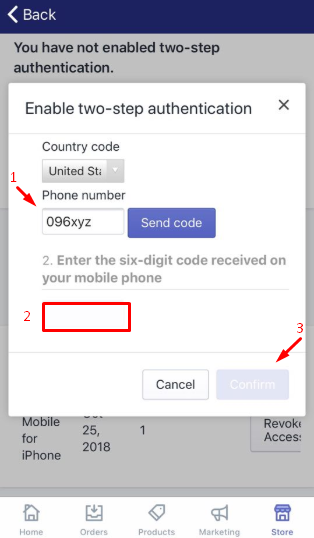 Back
You have not enabled two-step
authentication.
Enable two-step authentication
Country code
1
United Sta
Phone number
096xyz
Send code
2. Enter the six-digit code received on
your mobile phone
2
3
Cancel
Confirm
Mobile
for
iPhone
Oct
25,
2018
1
Revoke
Access
Home
Orders
Products
Marketing
Store